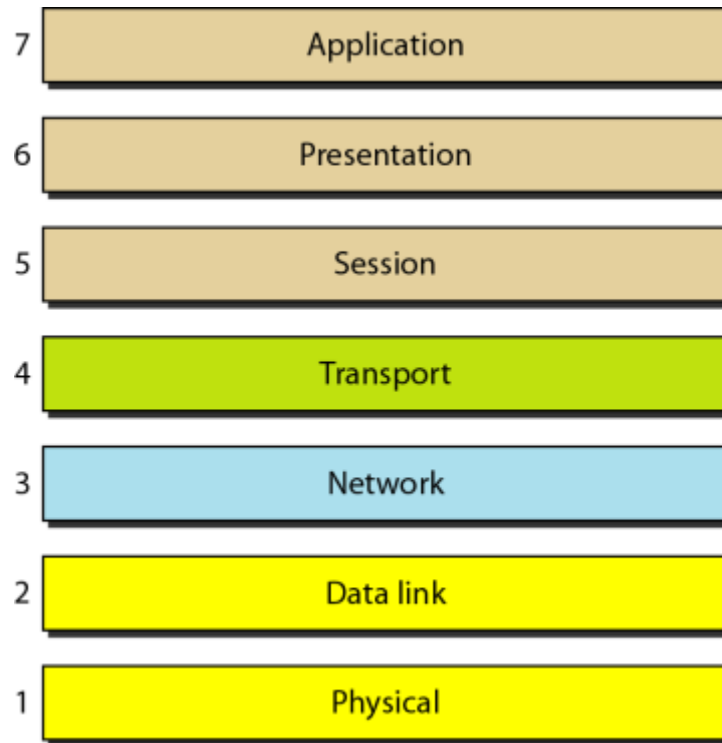 7 Application
6 Presentation
5 Session
4 Transport
3 Network
2 Data link
1 Physical